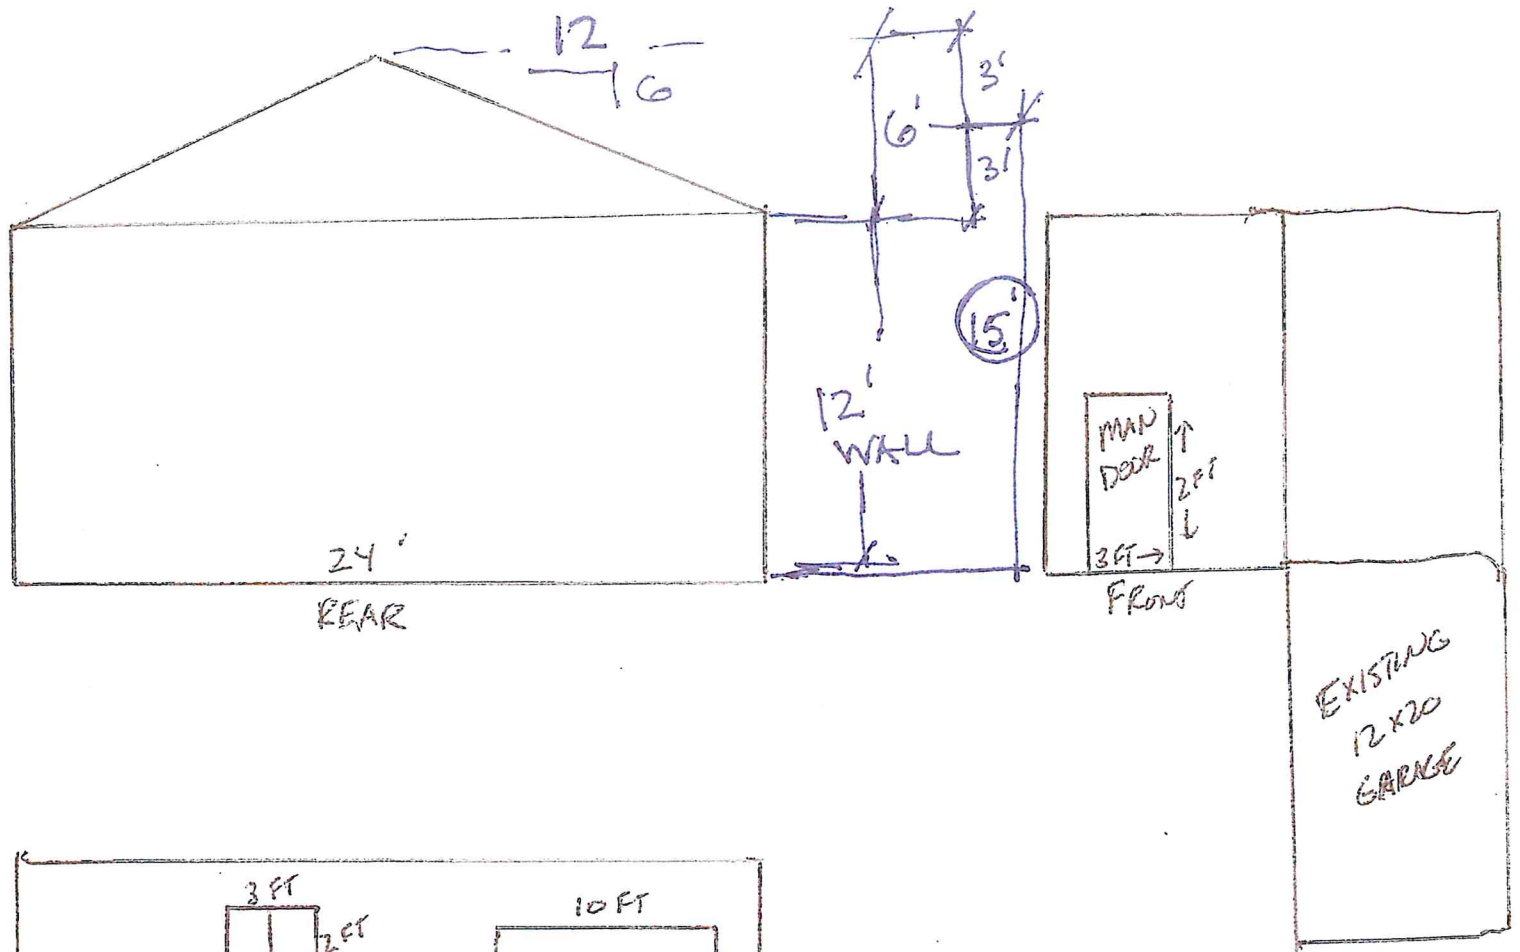 12
6
3'
6'
3'
15'
12'
WALL
24'
REAR
MAN
DOOR
2FT
3FT
FRONT
EXISTING
12X20
GARAGE
3 FT
2FT
10 FT